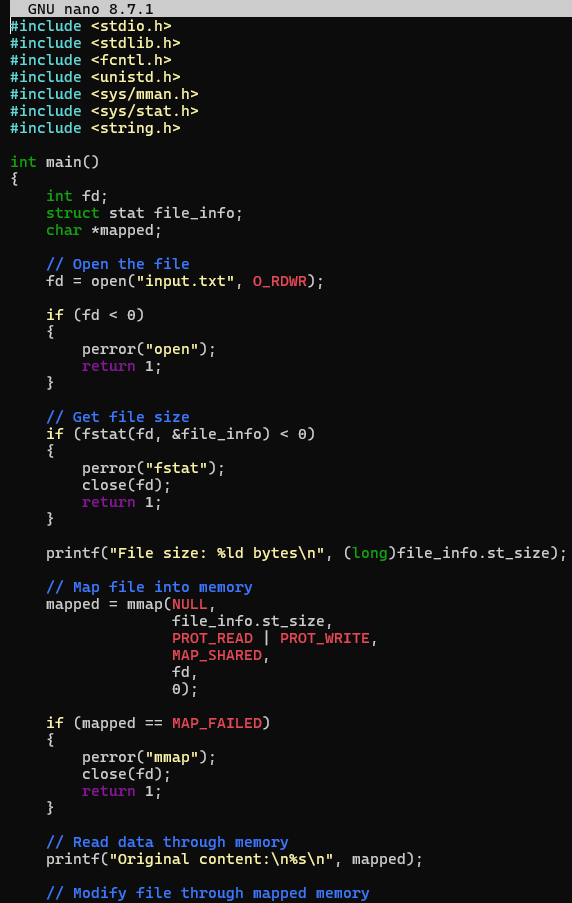 GNU nano 8.7.1
#include <stdio.h>
#include <stdlib.h>
#include <fcntl.h>
#include <unistd.h>
#include <sys/mman.h>
#include <sys/stat.h>
#include <string.h>

int main()
{
    int fd;
    struct stat file_info;
    char *mapped;

    // Open the file
    fd = open("input.txt", O_RDWR);

    if (fd < 0)
    {
        perror("open");
        return 1;
    }

    // Get file size
    if (fstat(fd, &file_info) < 0)
    {
        perror("fstat");
        close(fd);
        return 1;
    }

    printf("File size: %ld bytes\n", (long)file_info.st_size);

    // Map file into memory
    mapped = mmap(NULL,
                  file_info.st_size,
                  PROT_READ | PROT_WRITE,
                  MAP_SHARED,
                  fd,
                  0);

    if (mapped == MAP_FAILED)
    {
        perror("mmap");
        close(fd);
        return 1;
    }

    // Read data through memory
    printf("Original content:\n%s\n", mapped);

    // Modify file through mapped memory